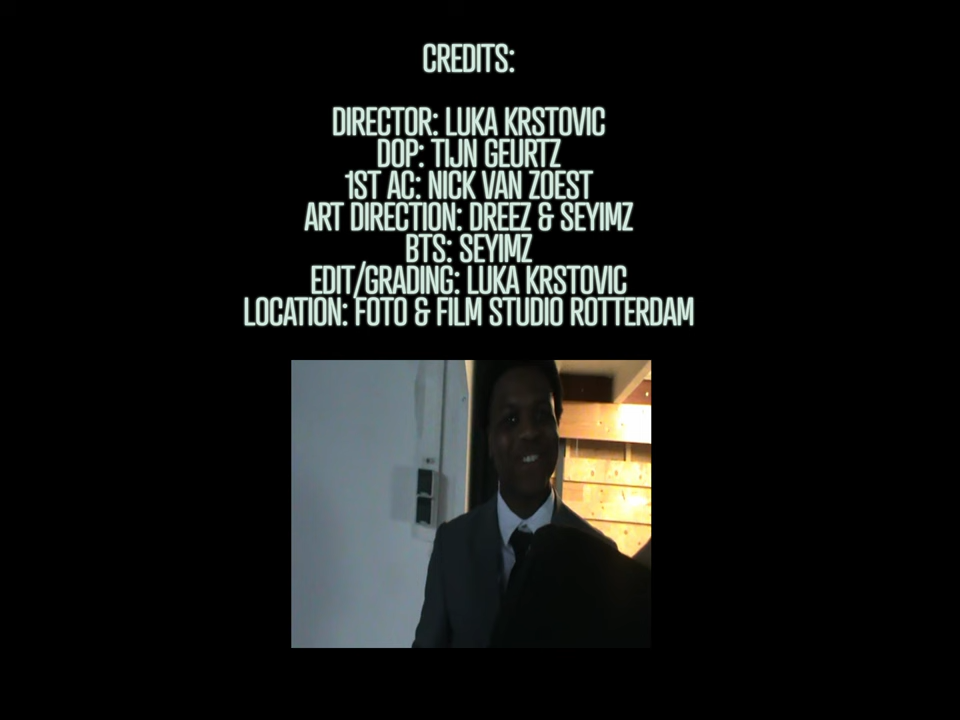 CREDITS:
DIRECTOR: LUKA KRSTOVIC
DOP: TIJN GEURTZ
1ST AC: NICK VAN ZOEST
ART DIRECTION: DREEZ & SEYIMZ
BTS: SEYIMZ
EDIT/GRADING: LUKA KRSTOVIC
LOCATION: FOTO & FILM STUDIO ROTTERDAM